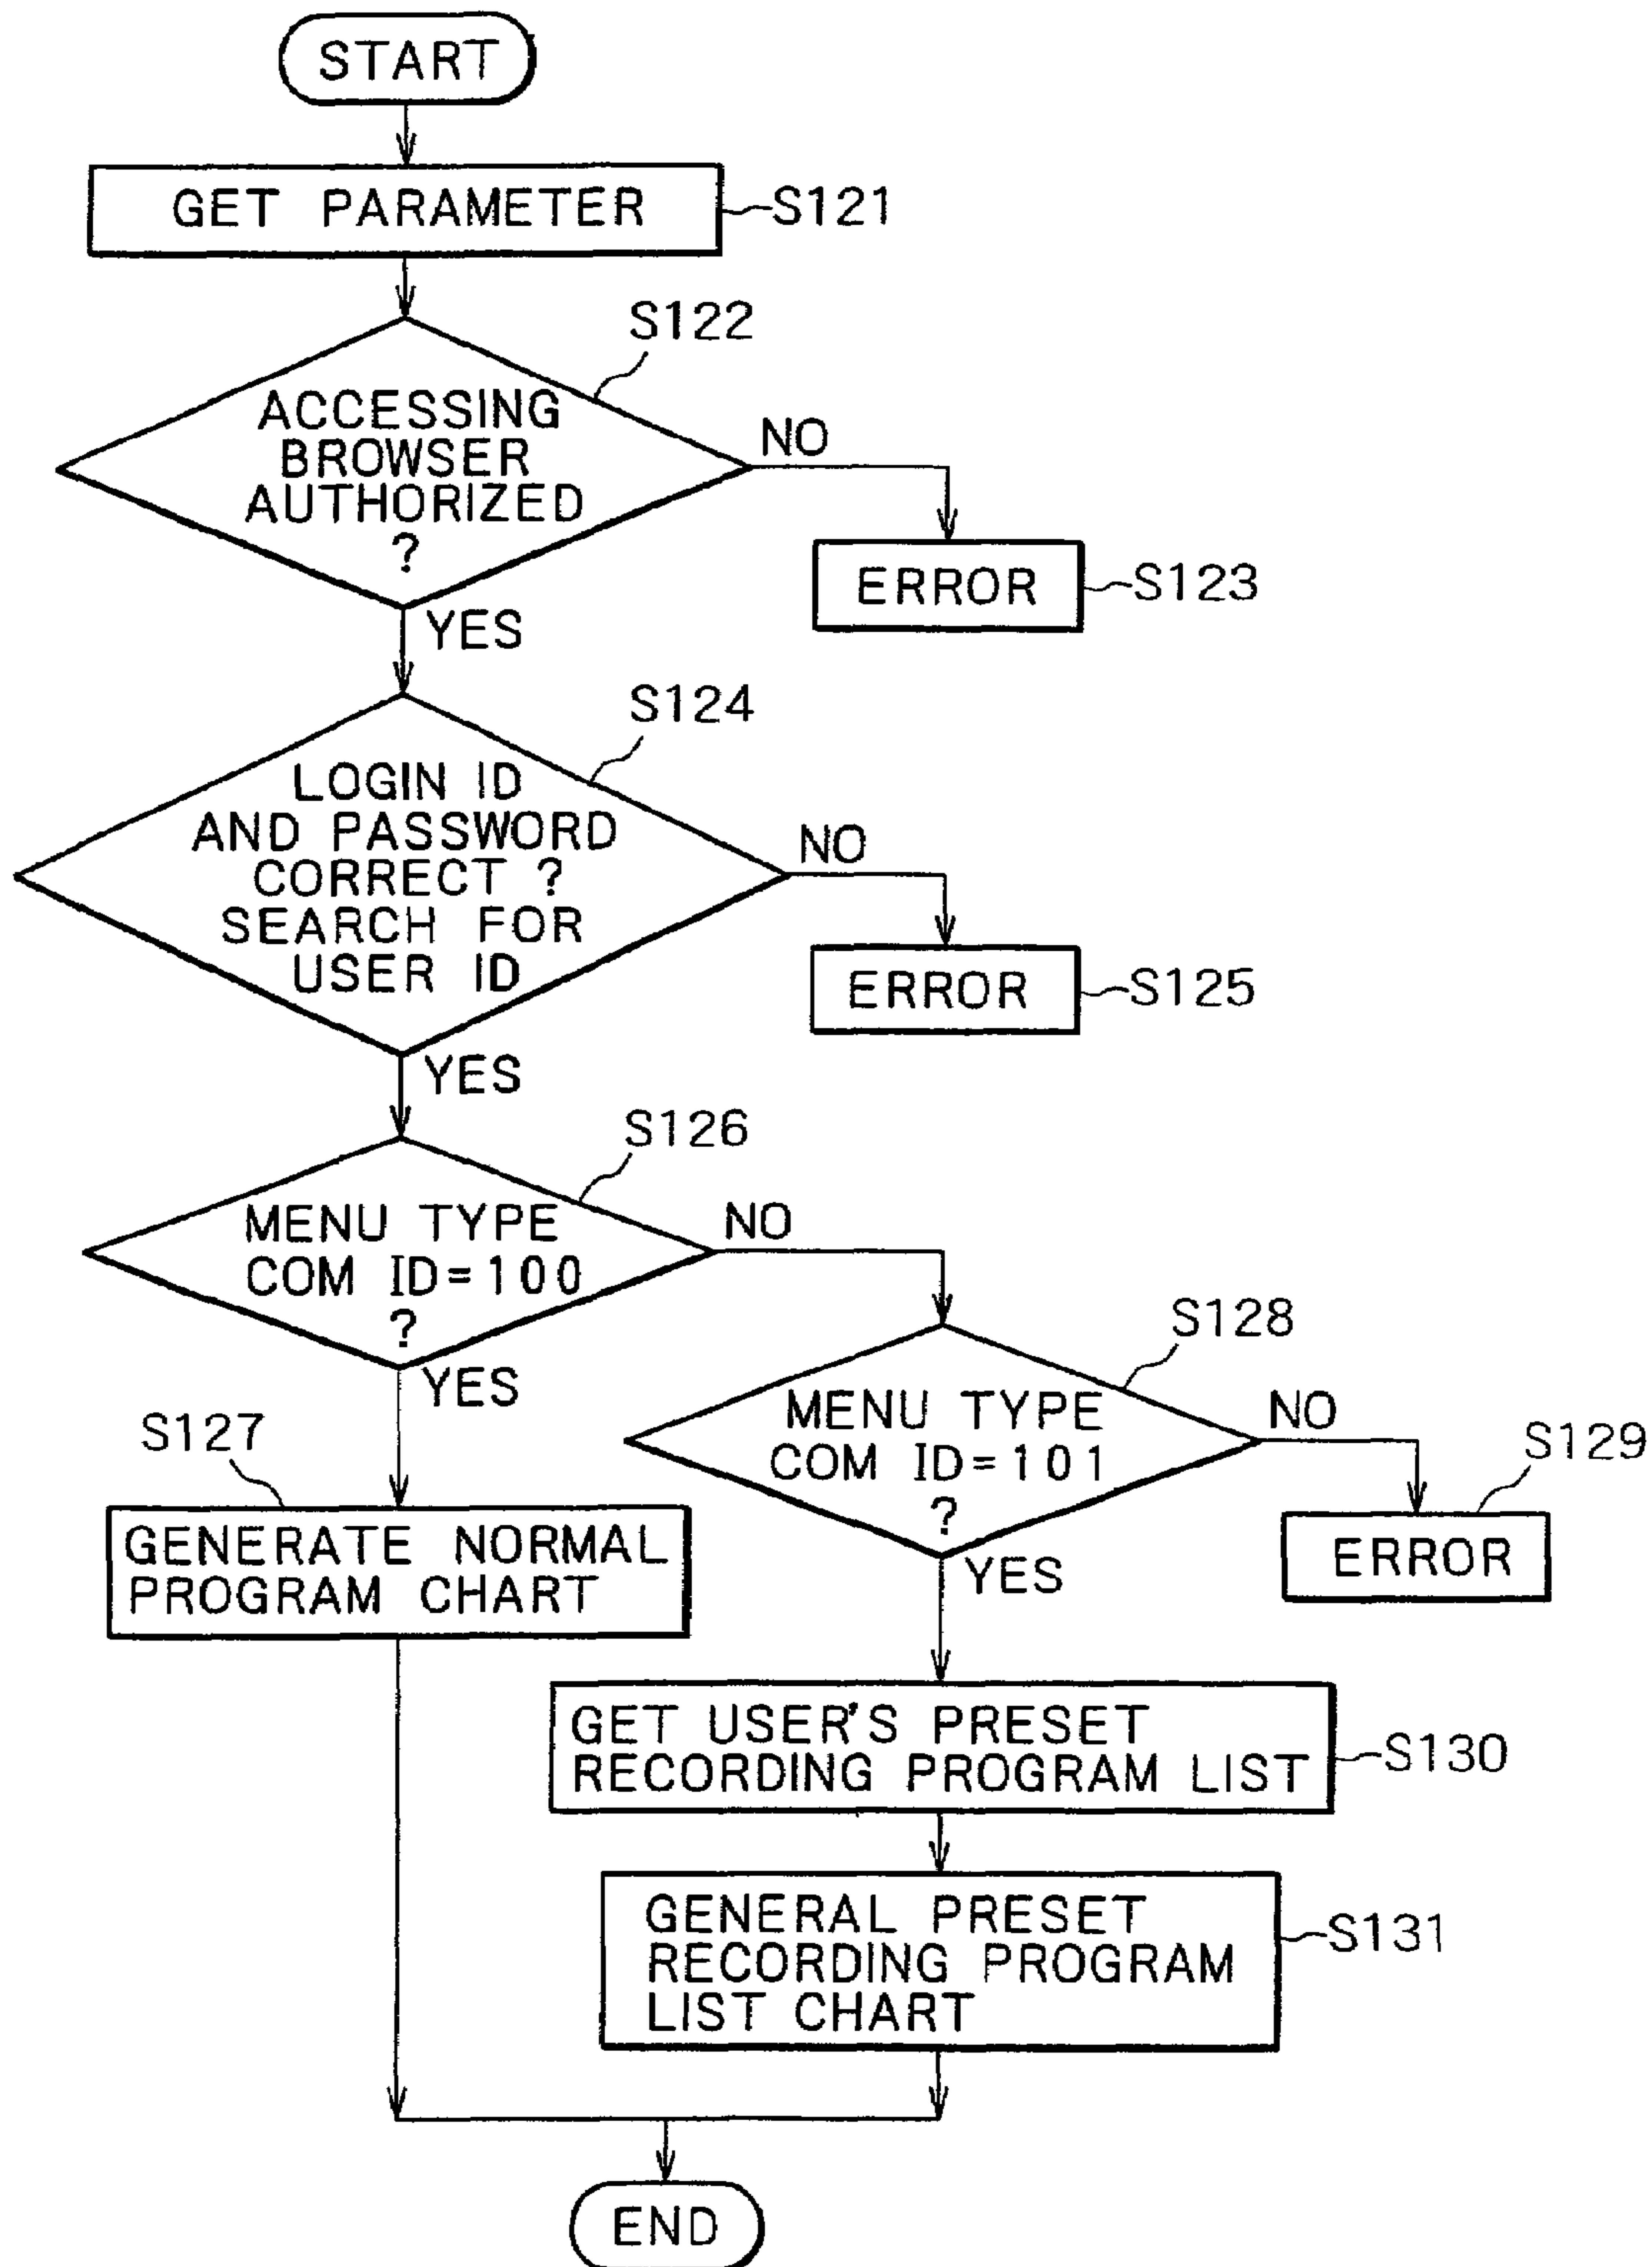 START
GET PARAMETER
S121
S122
ACCESSING
BROWSER
AUTHORIZED
?
NO
ERROR
S123
YES
S124
LOGIN ID
AND PASSWORD
CORRECT ?
SEARCH FOR
USER ID
NO
ERROR
S125
YES
S126
MENU TYPE
COM ID=100
?
NO
YES
S127
GENERATE NORMAL
PROGRAM CHART
S128
MENU TYPE
COM ID=101
?
NO
S129
ERROR
YES
GET USER'S PRESET
RECORDING PROGRAM LIST
S130
GENERAL PRESET
RECORDING PROGRAM
LIST CHART
S131
END